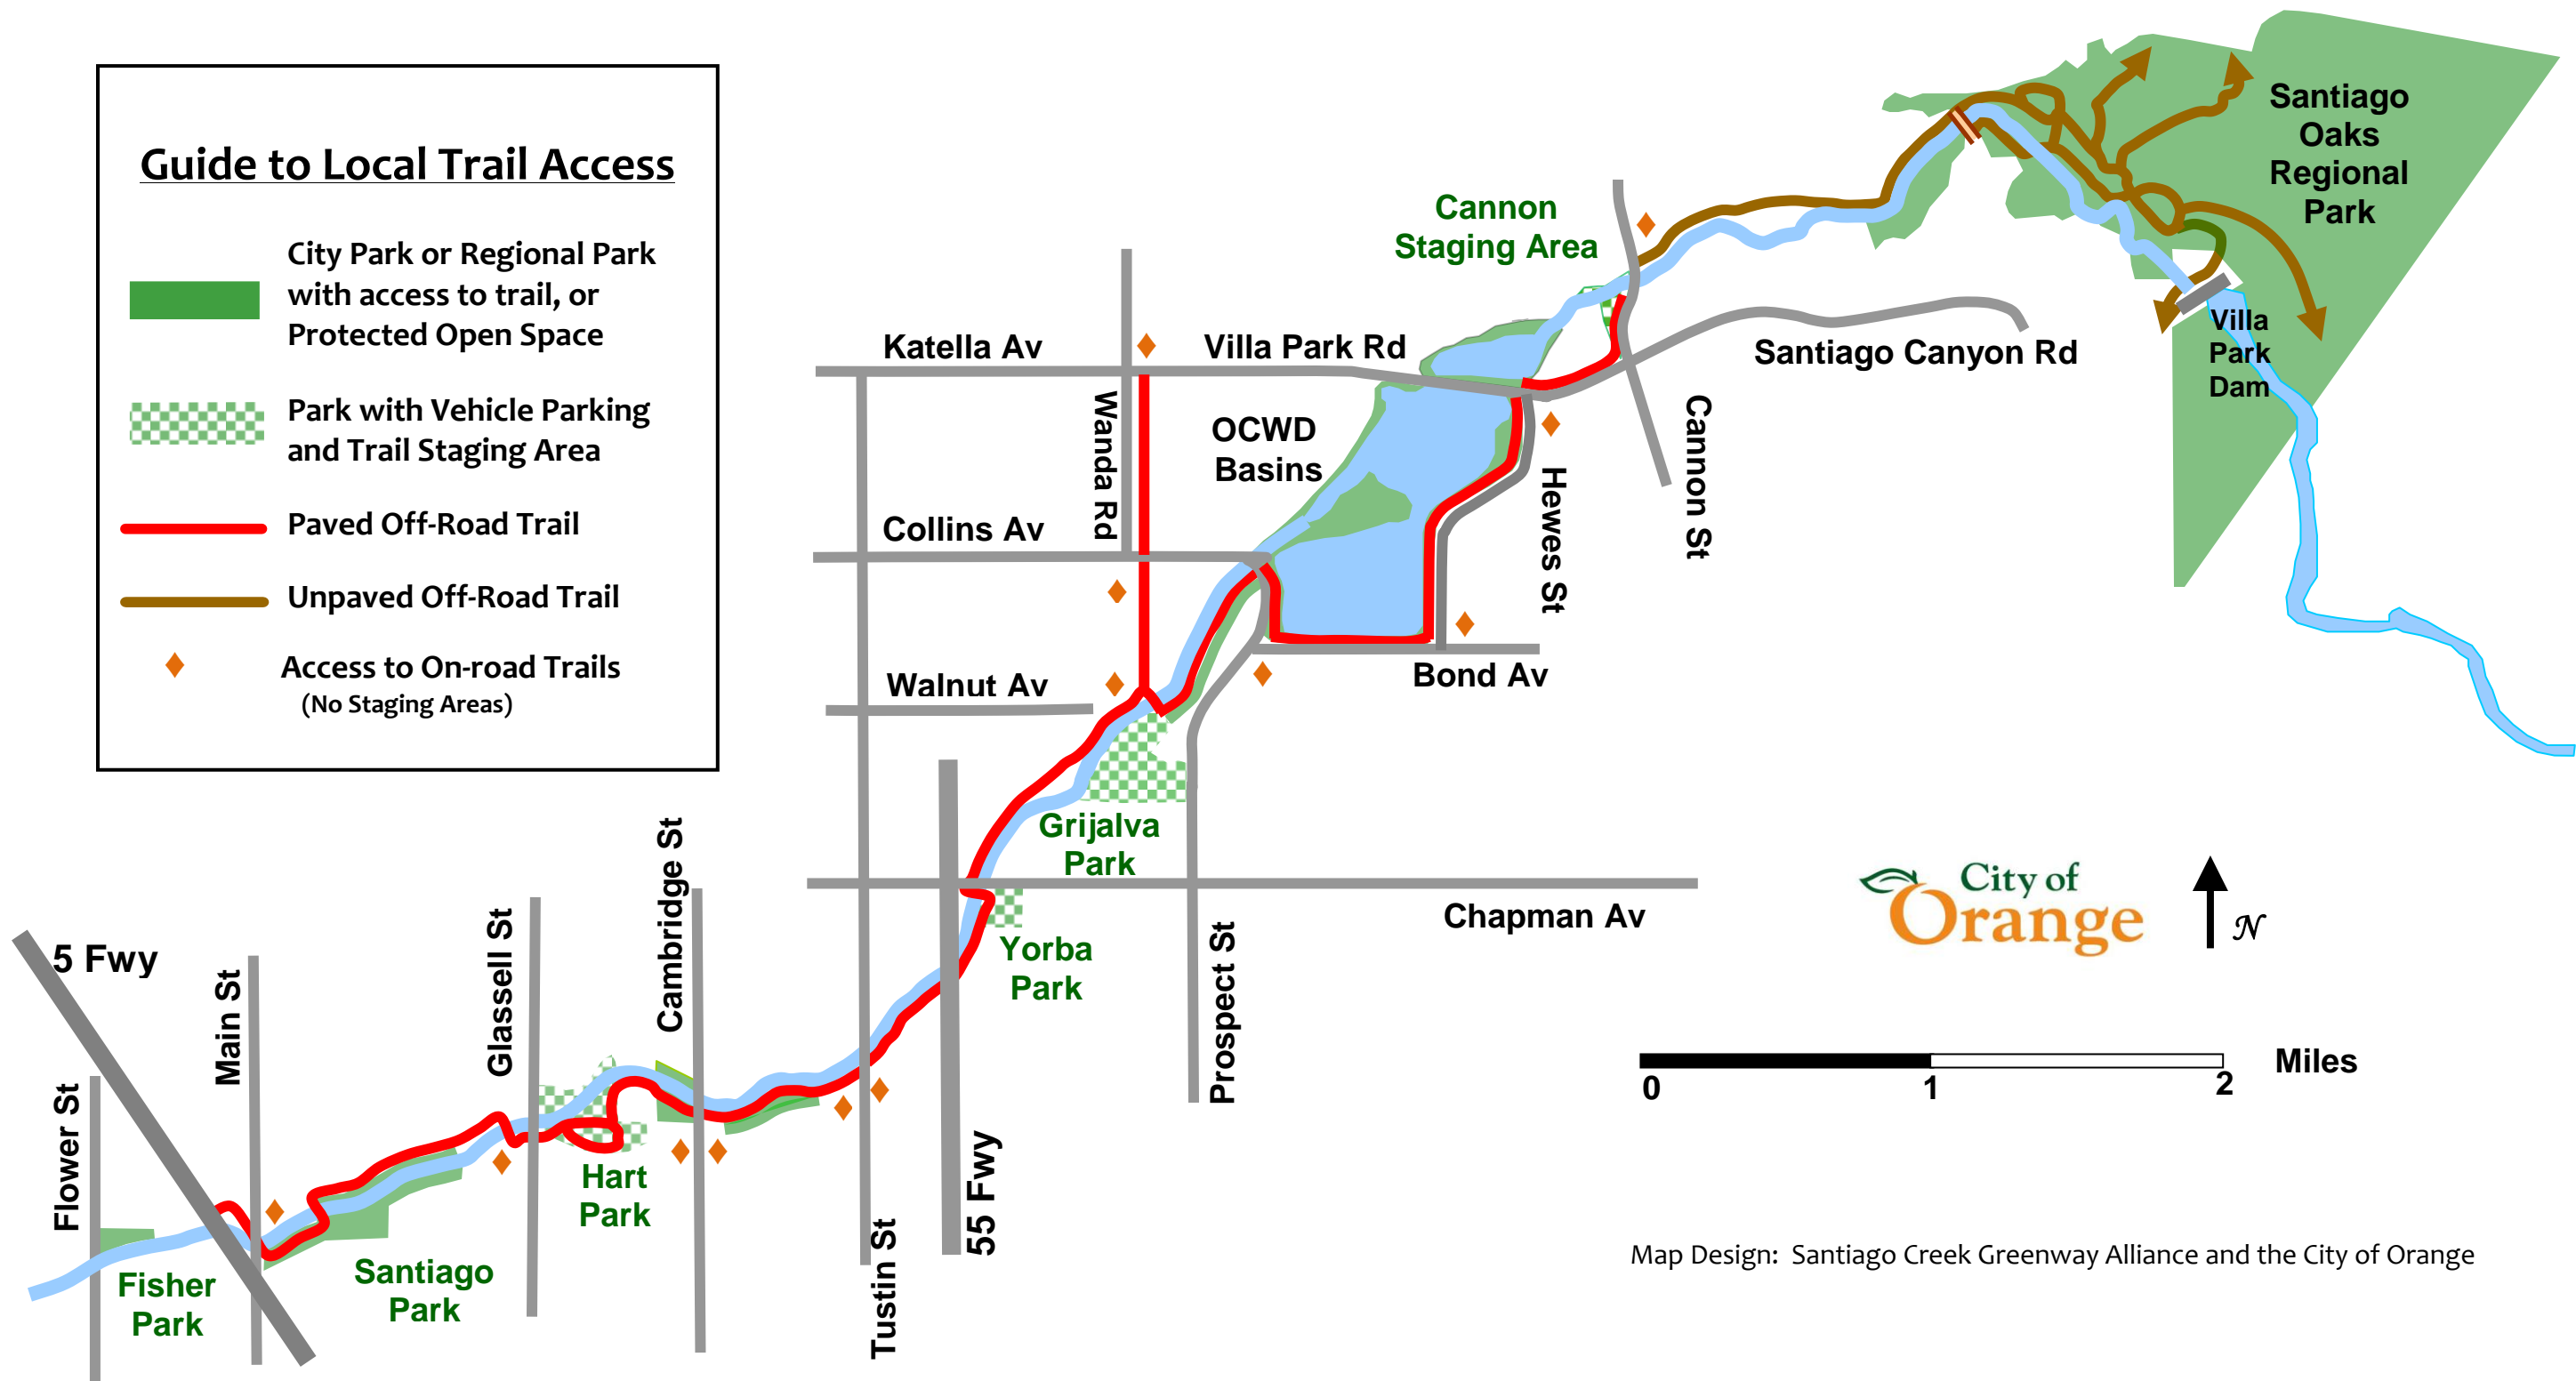 Guide to Local Trail Access
City Park or Regional Park
with access to trail, or
Protected Open Space
Park with Vehicle Parking
and Trail Staging Area
Paved Off-Road Trail
Unpaved Off-Road Trail
Access to On-road Trails
(No Staging Areas)
Santiago
Oaks
Regional
Park
Cannon
Staging Area
Katella Av
Villa Park Rd
Santiago Canyon Rd
Villa
Park
Dam
Wanda Rd
OCWD
Basins
Cannon St
Hewes St
Collins Av
Walnut Av
Bond Av
Grijalva
Park
Cambridge St
Chapman Av
City of
Orange
N
Glassell St
Yorba
Park
Prospect St
5 Fwy
Main St
Flower St
0
1
2
Miles
Hart
Park
55 Fwy
Tustin St
Fisher
Park
Santiago
Park
Map Design: Santiago Creek Greenway Alliance and the City of Orange